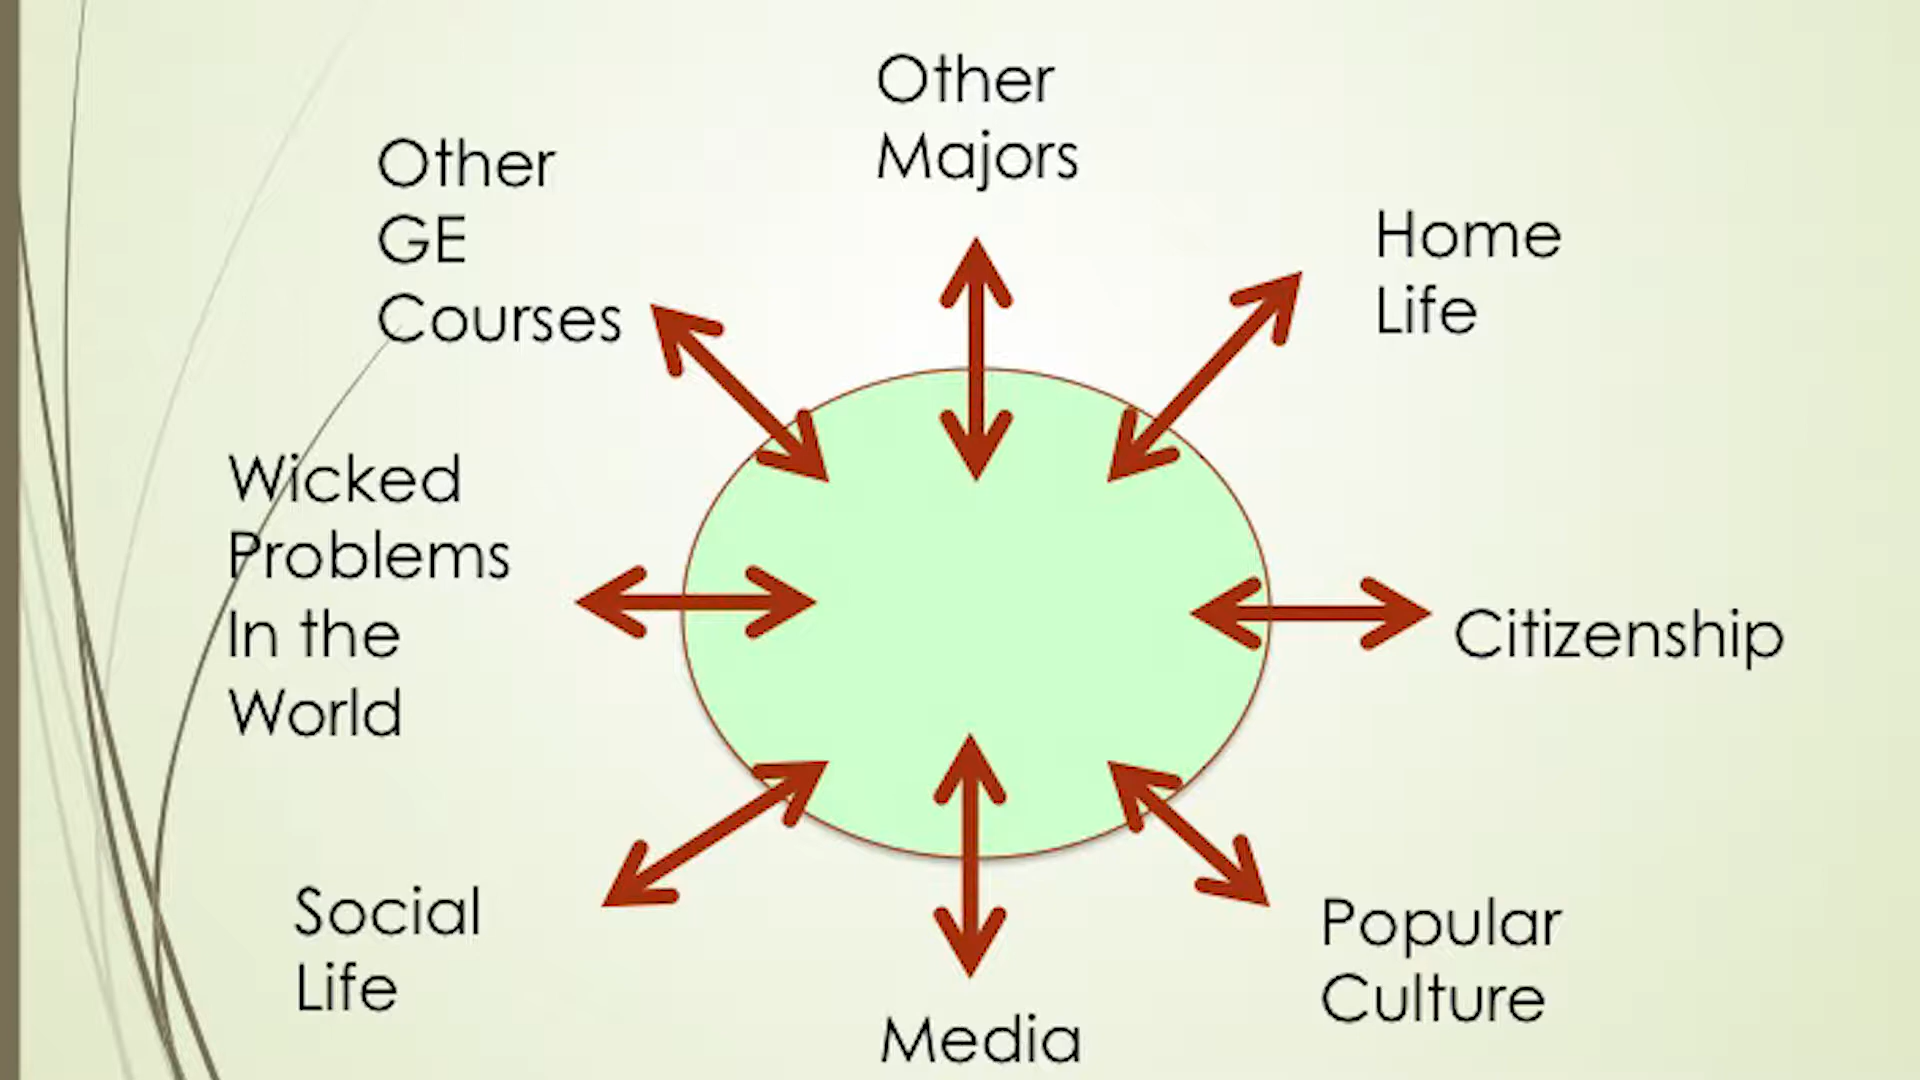 Other
Majors
Other
GE
Courses
Home
Life
Wicked
Problems
In the
World
Citizenship
Social
Life
Popular
Culture
Media